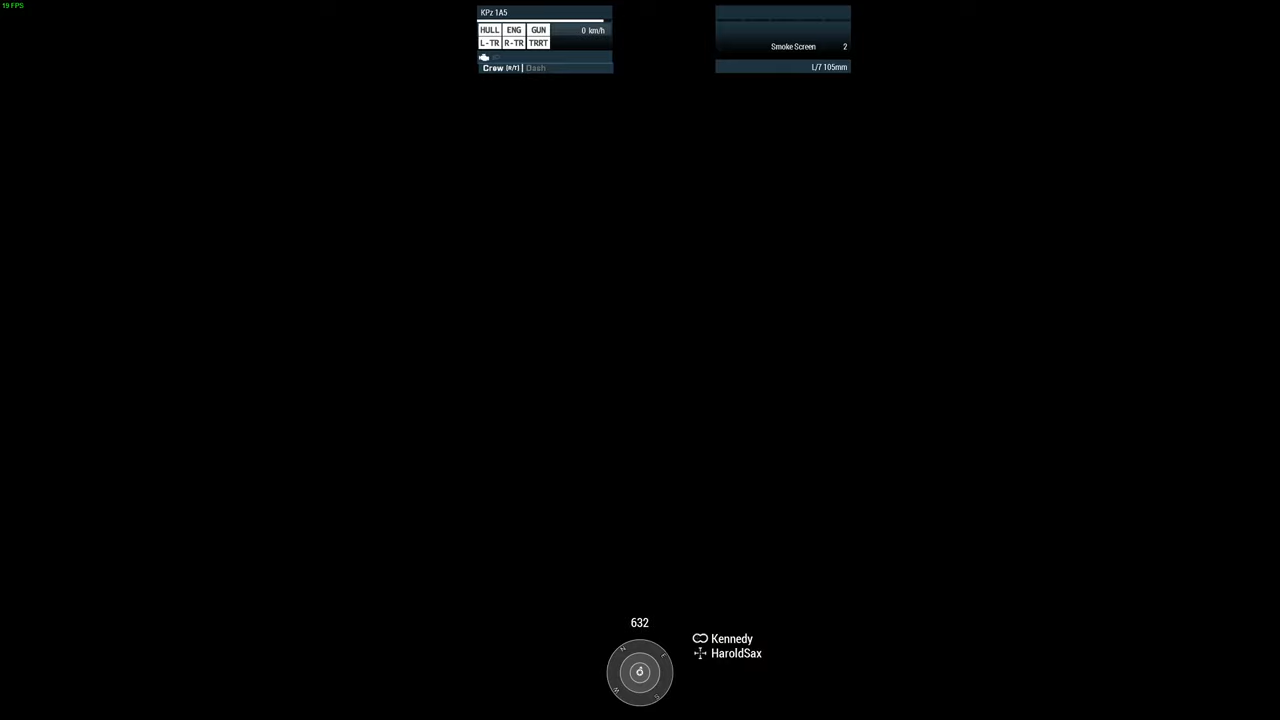 19 FPS
KPz 1A5
HULL ENG GUN 0 km/h
L-TR R-TR TRRT
Crew [R/T] | Dash
Smoke Screen 2
L/7 105mm
632
N
W
S
Kennedy
HaroldSax